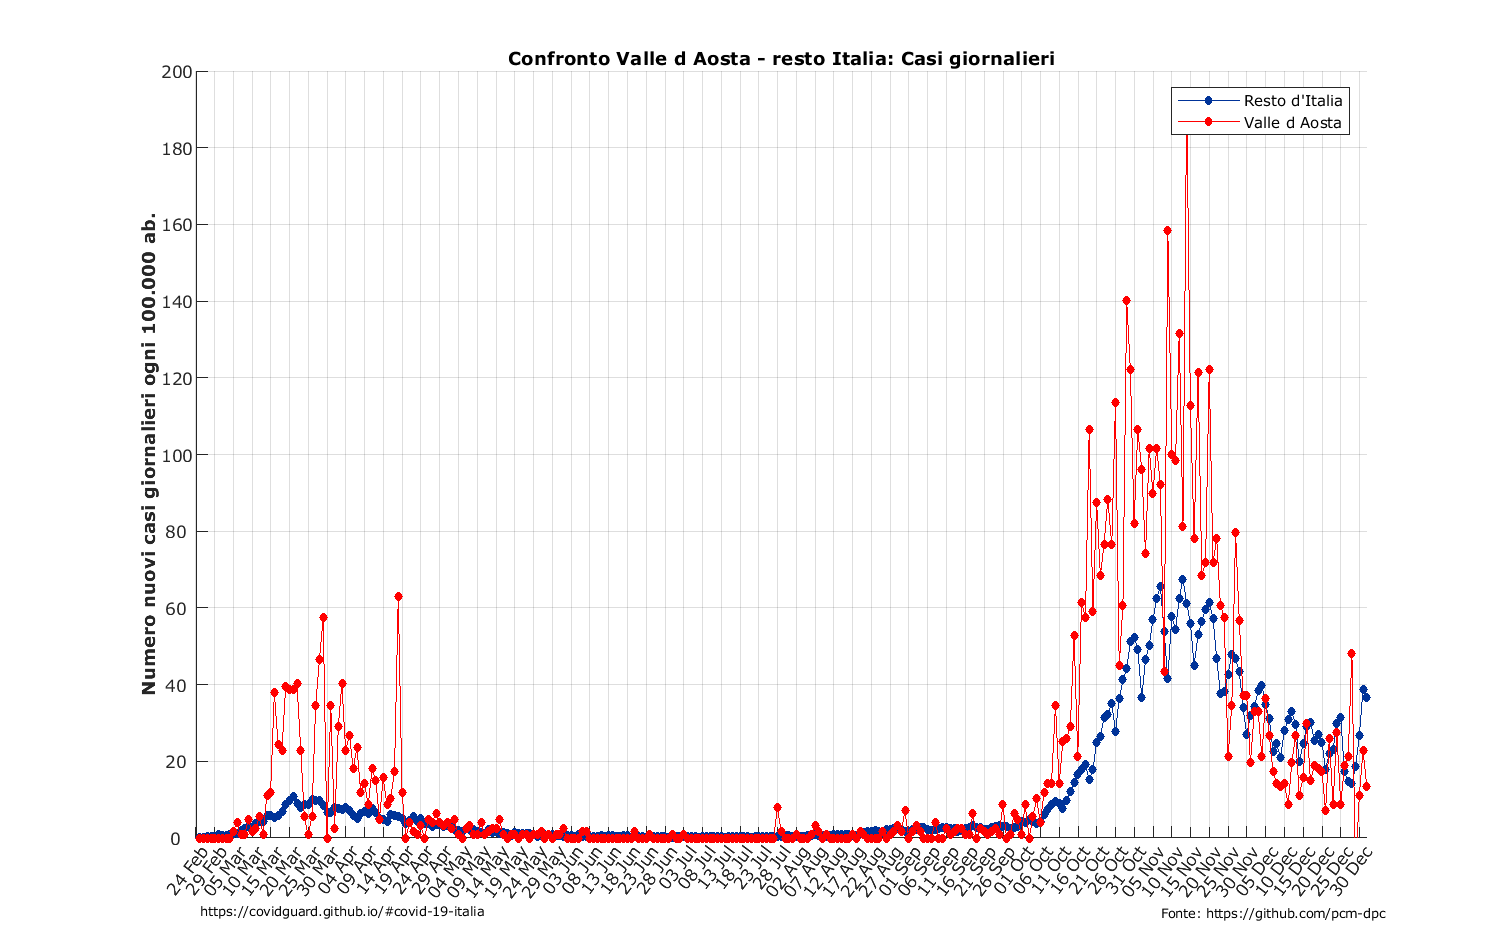 Confronto Valle d Aosta - resto Italia: Casi giornalieri
Numero nuovi casi giornalieri ogni 100.000 ab.
200
180
160
140
120
100
80
60
40
20
0
Resto d'Italia
Valle d Aosta
24 Feb
29 Feb
05 Mar
10 Mar
15 Mar
20 Mar
25 Mar
30 Mar
04 Apr
09 Apr
14 Apr
19 Apr
24 Apr
29 Apr
04 May
09 May
14 May
19 May
24 May
29 May
03 Jun
08 Jun
13 Jun
18 Jun
23 Jun
28 Jun
03 Jul
08 Jul
13 Jul
18 Jul
23 Jul
28 Jul
02 Aug
07 Aug
12 Aug
17 Aug
22 Aug
27 Aug
01 Sep
06 Sep
11 Sep
16 Sep
21 Sep
26 Sep
01 Oct
06 Oct
11 Oct
16 Oct
21 Oct
26 Oct
31 Oct
05 Nov
10 Nov
15 Nov
20 Nov
25 Nov
30 Nov
05 Dec
10 Dec
15 Dec
20 Dec
25 Dec
30 Dec
https://covidguard.github.io/#covid-19-italia
Fonte: https://github.com/pcm-dpc